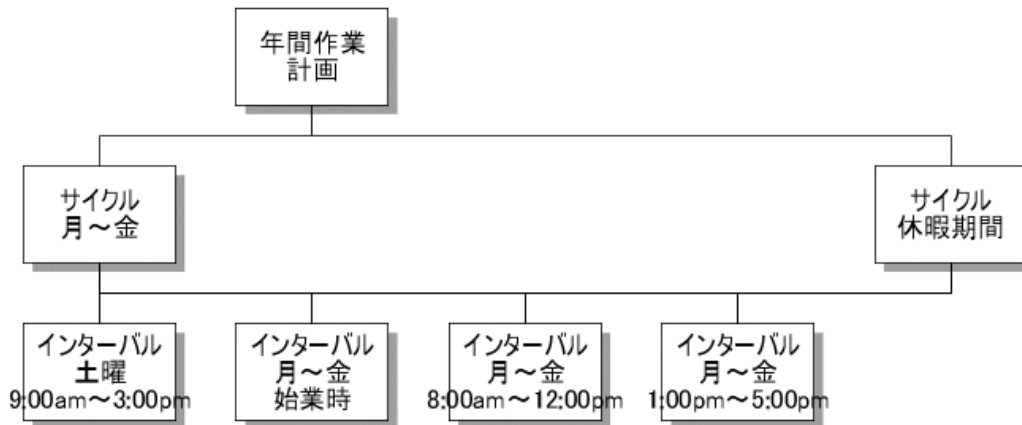 年間作業
計画
サイクル
月～金
サイクル
休暇期間
インターバル
土曜
9:00am～3:00pm
インターバル
月～金
始業時
インターバル
月～金
8:00am～12:00pm
インターバル
月～金
1:00pm～5:00pm